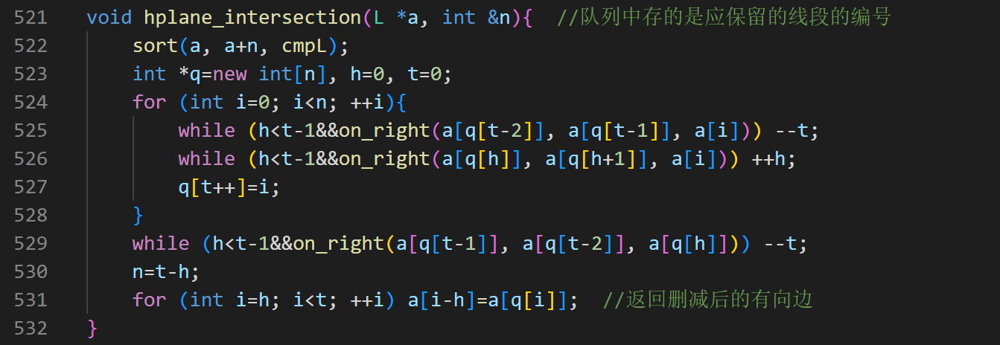 521 void hplane_intersection(L *a, int &n){ //队列中存的是应保留的线段的编号
522 sort(a, a+n, cmpL);
523 int *q=new int[n], h=0, t=0;
524 for (int i=0; i<n; ++i){
525 while (h<t-1&&on_right(a[q[t-2]], a[q[t-1]], a[i])) --t;
526 while (h<t-1&&on_right(a[q[h]], a[q[h+1]], a[i])) ++h;
527 q[t++]=i;
528 }
529 while (h<t-1&&on_right(a[q[t-1]], a[q[t-2]], a[q[h]])) --t;
530 n=t-h;
531 for (int i=h; i<t; ++i) a[i-h]=a[q[i]]; //返回删减后的有向边
532 }